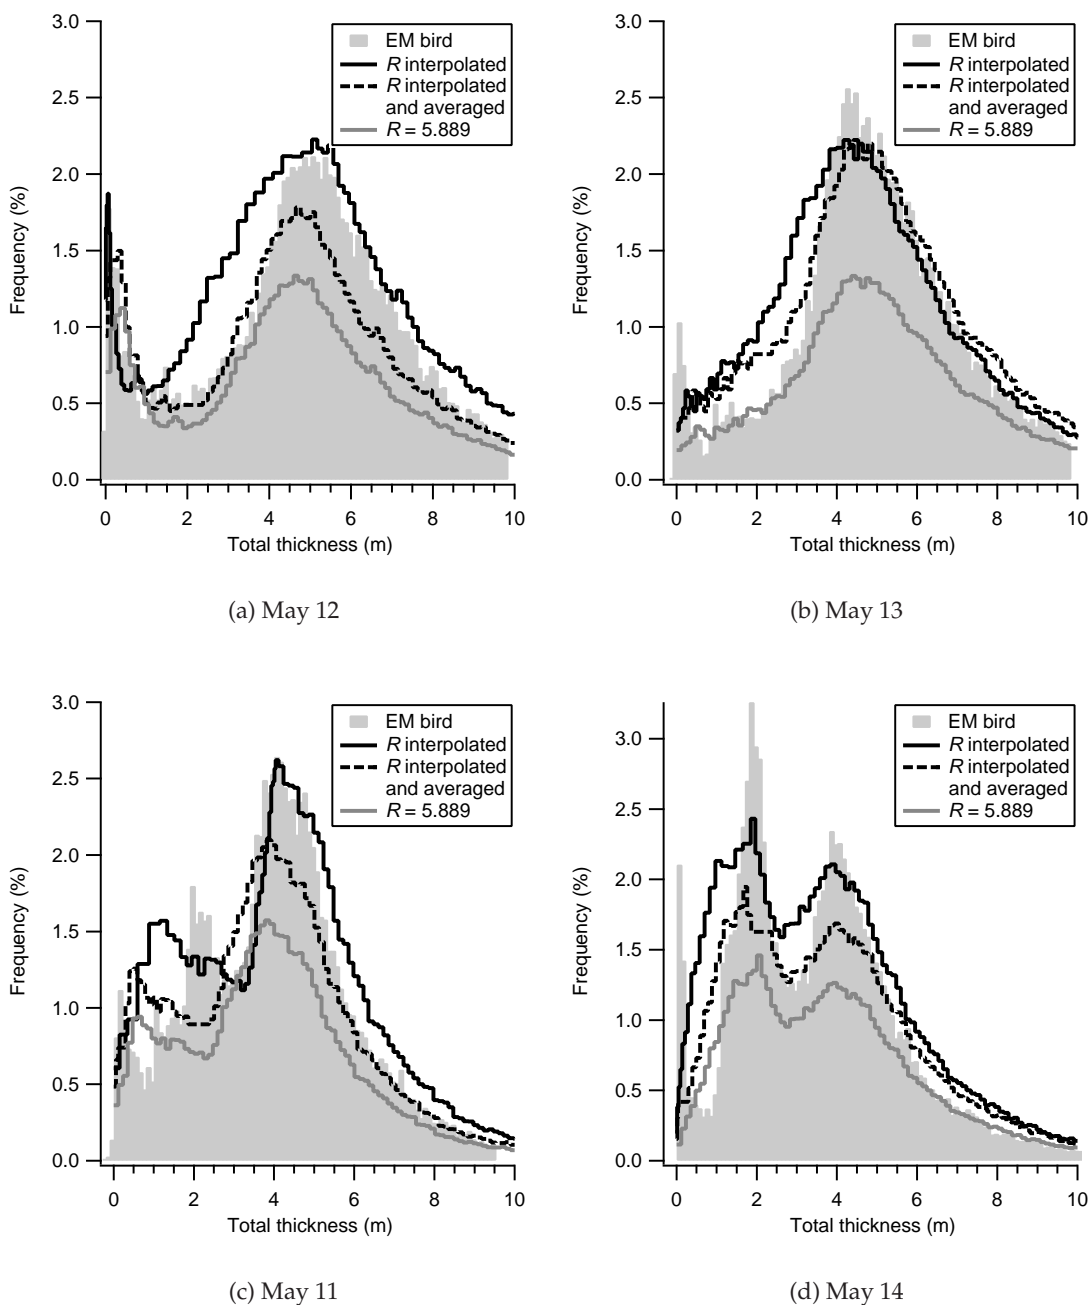 3.0
2.5
2.0
1.5
1.0
0.5
0.0
Frequency (%)
EM bird
R interpolated
R interpolated
and averaged
R = 5.889
0 2 4 6 8 10
Total thickness (m)
(a) May 12
3.0
2.5
2.0
1.5
1.0
0.5
0.0
Frequency (%)
EM bird
R interpolated
R interpolated
and averaged
R = 5.889
0 2 4 6 8 10
Total thickness (m)
(b) May 13
3.0
2.5
2.0
1.5
1.0
0.5
0.0
Frequency (%)
EM bird
R interpolated
R interpolated
and averaged
R = 5.889
0 2 4 6 8 10
Total thickness (m)
(c) May 11
3.0
2.5
2.0
1.5
1.0
0.5
0.0
Frequency (%)
EM bird
R interpolated
R interpolated
and averaged
R = 5.889
0 2 4 6 8 10
Total thickness (m)
(d) May 14